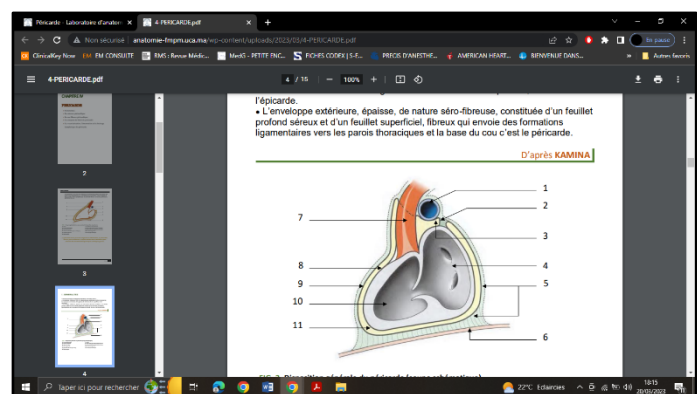 Péricarde : Laboratoire d'anatom
4-PERICARDE.pdf
Non sécurisé
anatomie-fmpm.uca.ma/wp-content/uploads/2023/03/4-PERICARDE.pdf
En pause
ClinicalKey Now
EM CONSULTE
BMS : Revue Médic...
MedG - PETITE ENC...
FICHES CODEX [S-E...
PRECIS D'ANESTHE...
AMERICAN HEART...
BIENVENUE DANS...
Autres favoris
4-PERICARDE.pdf
4 / 15
100%
l'épicarde.
• L'enveloppe extérieure, épaisse, de nature séro-fibreuse, constituée d'un feuillet
profond séreux et d'un feuillet superficiel, fibreux qui envoie des formations
ligamentaires vers les parois thoraciques et la base du cou c'est le péricarde.
D'après KAMINA
1
2
3
4
5
6
7
8
9
10
11
2
3
4
Taper ici pour rechercher
22°C Eclaircies
18:15
20/03/2023